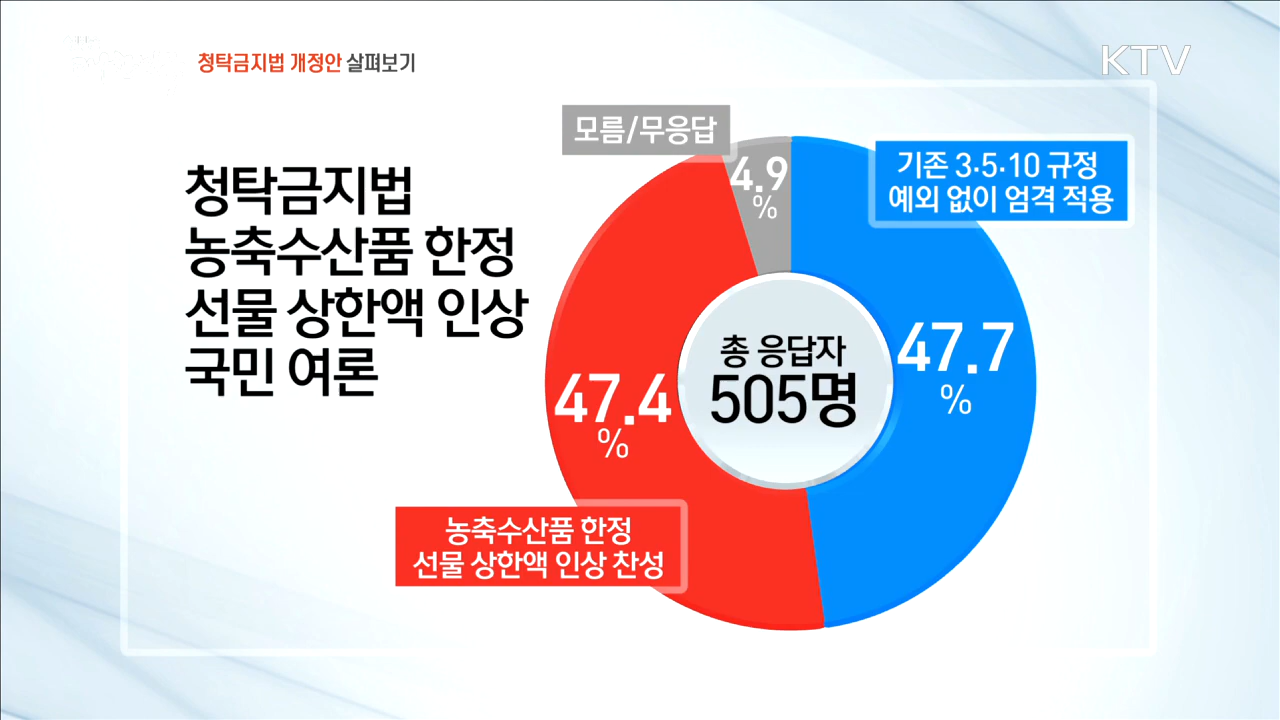 청탁금지법 개정안 살펴보기
KTV
청탁금지법
농축수산품 한정
선물 상한액 인상
국민 여론
모름/무응답
4.9
%
기존 3·5·10 규정
예외 없이 엄격 적용
47.7
%
총 응답자
505명
47.4
%
농축수산품 한정
선물 상한액 인상 찬성